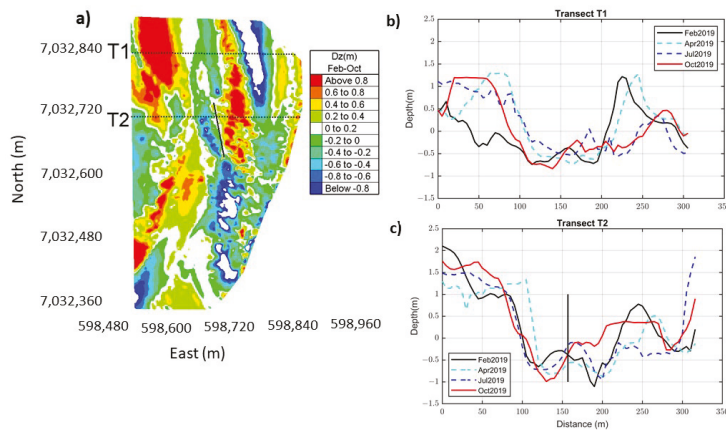 a)
7,032,840
T1
7,032,720
T2
7,032,600
7,032,480
7,032,360
North (m)
598,480 598,600 598,720 598,840 598,960
East (m)
Dz(m)
Feb-Oct
Above 0.8
0.6 to 0.8
0.4 to 0.6
0.2 to 0.4
0 to 0.2
-0.2 to 0
-0.4 to -0.2
-0.6 to -0.4
-0.8 to -0.6
Below -0.8
b)
Transect T1
2.5
2
1.5
1
0.5
0
-0.5
-1
-1.5
Depth(m)
0 50 100 150 200 250 300 350
Feb2019
Apr2019
Jul2019
Oct2019
c)
Transect T2
2.5
2
1.5
1
0.5
0
-0.5
-1
-1.5
Depth(m)
Feb2019
Apr2019
Jul2019
Oct2019
0 50 100 150 200 250 300 350
Distance (m)